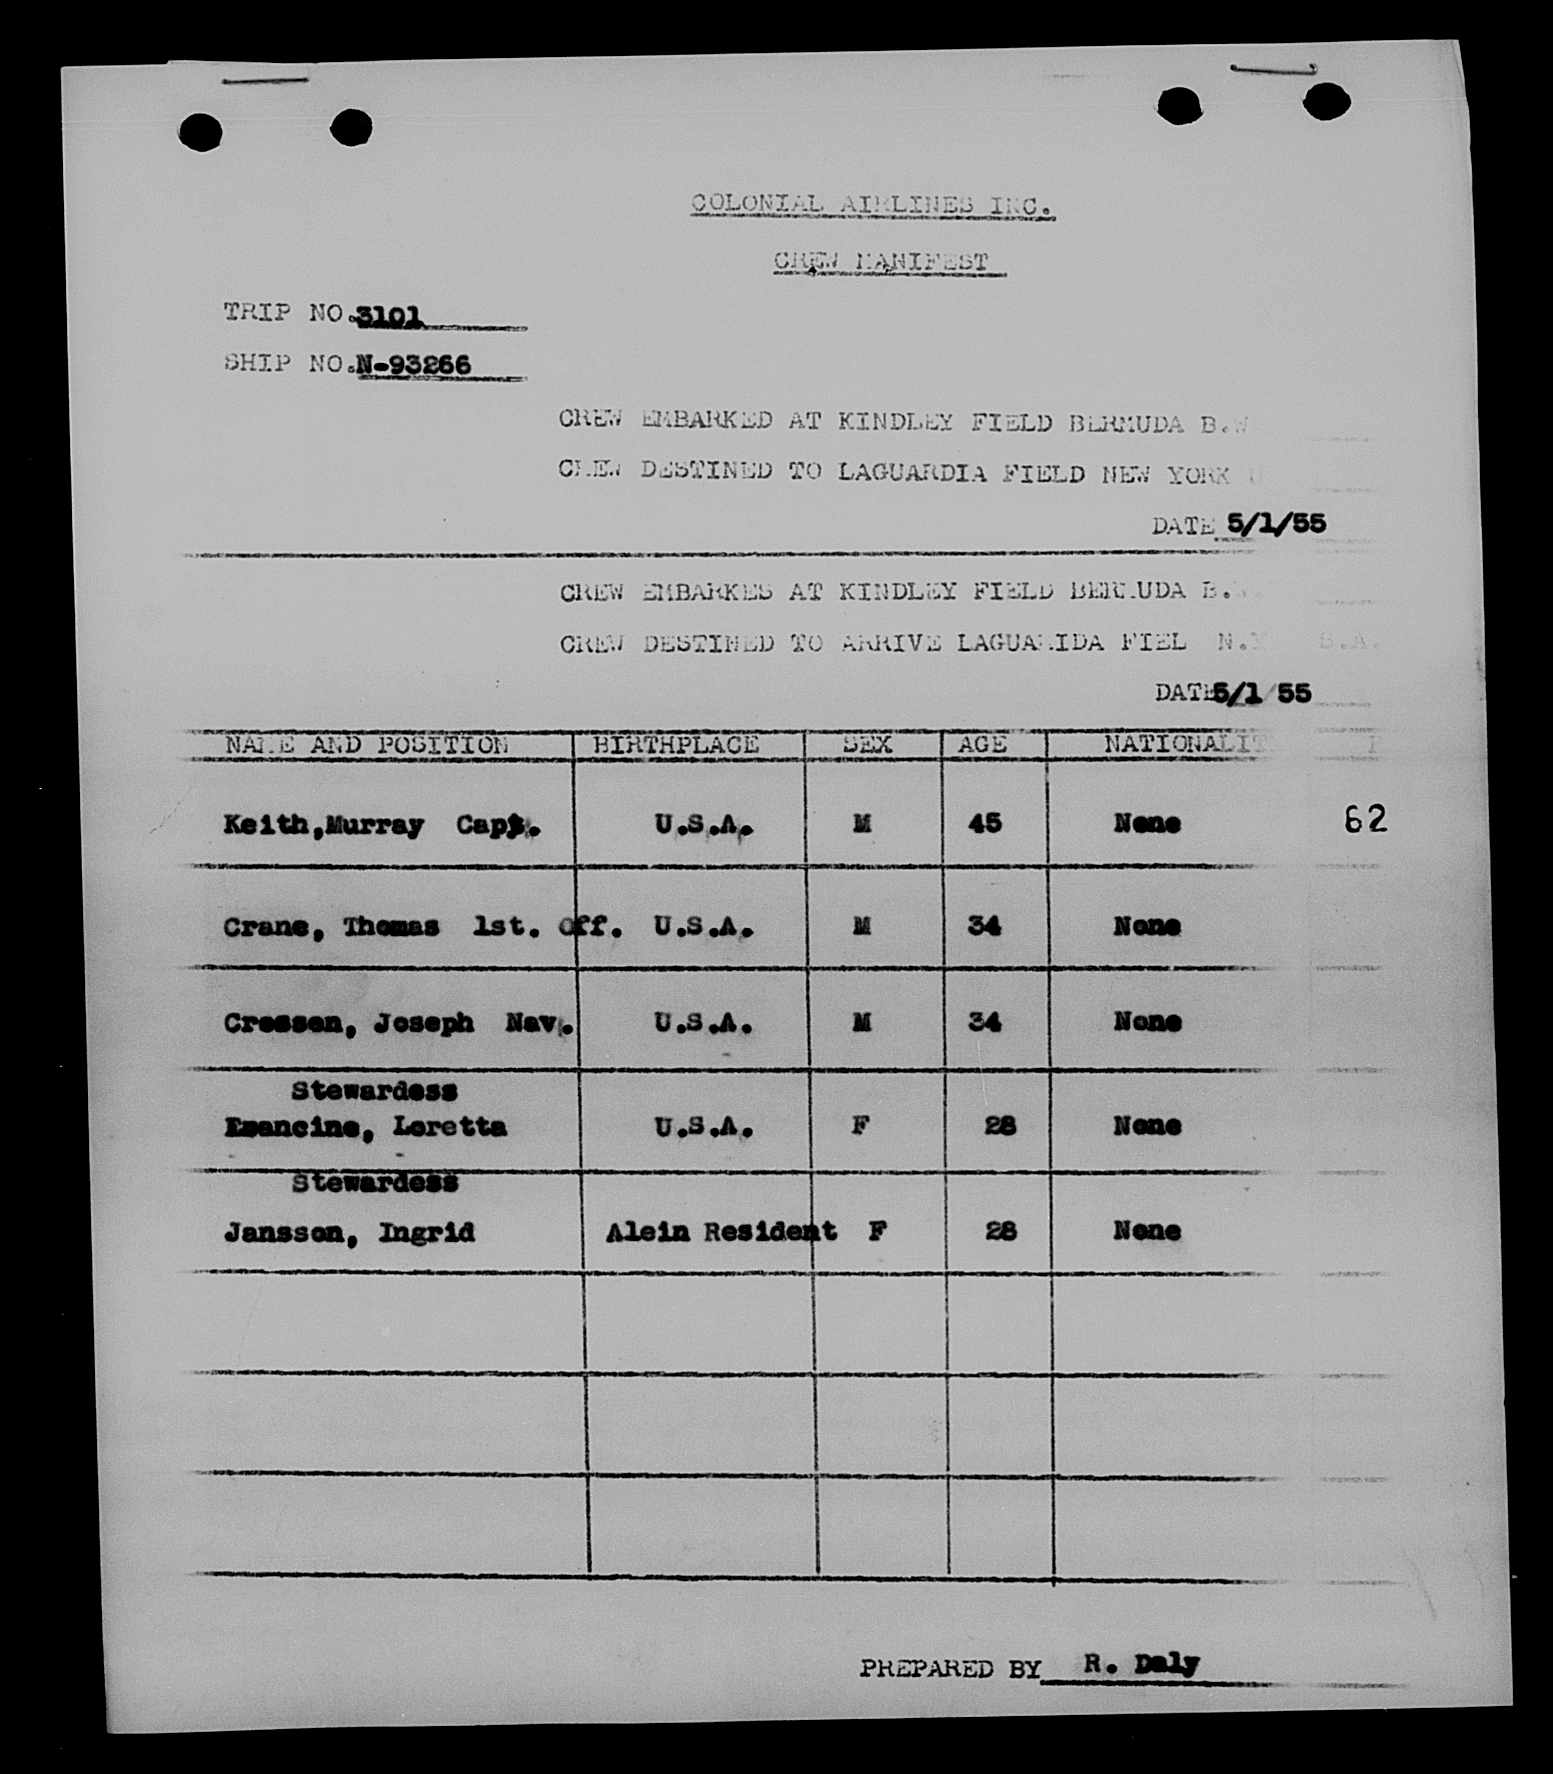 COLONIAL AIRLINES INC.
CREW MANIFEST
TRIP NO.3101
SHIP NO.N-93266
CREW EMBARKED AT KINDLEY FIELD BERMUDA B.W
CREW DESTINED TO LAGUARDIA FIELD NEW YORK U
DATE 5/1/55
CREW EMBARKES AT KINDLEY FIELD BERMUDA B.
CREW DESTINED TO ARRIVE LAGUARIDA FIEL N.Y S.A.
DATE5/1/55
NAME AND POSITION BIRTHPLACE SEX AGE NATIONALIT
Keith,Murray Capt. U.S.A. M 45 None 62
Crane, Thomas 1st. Off. U.S.A. M 34 None
Cressen, Joseph Nav. U.S.A. M 34 None
Stewardess
Emancine, Loretta U.S.A. F 28 None
Stewardess
Jansson, Ingrid Alein Resident F 28 None
PREPARED BY R. Daly